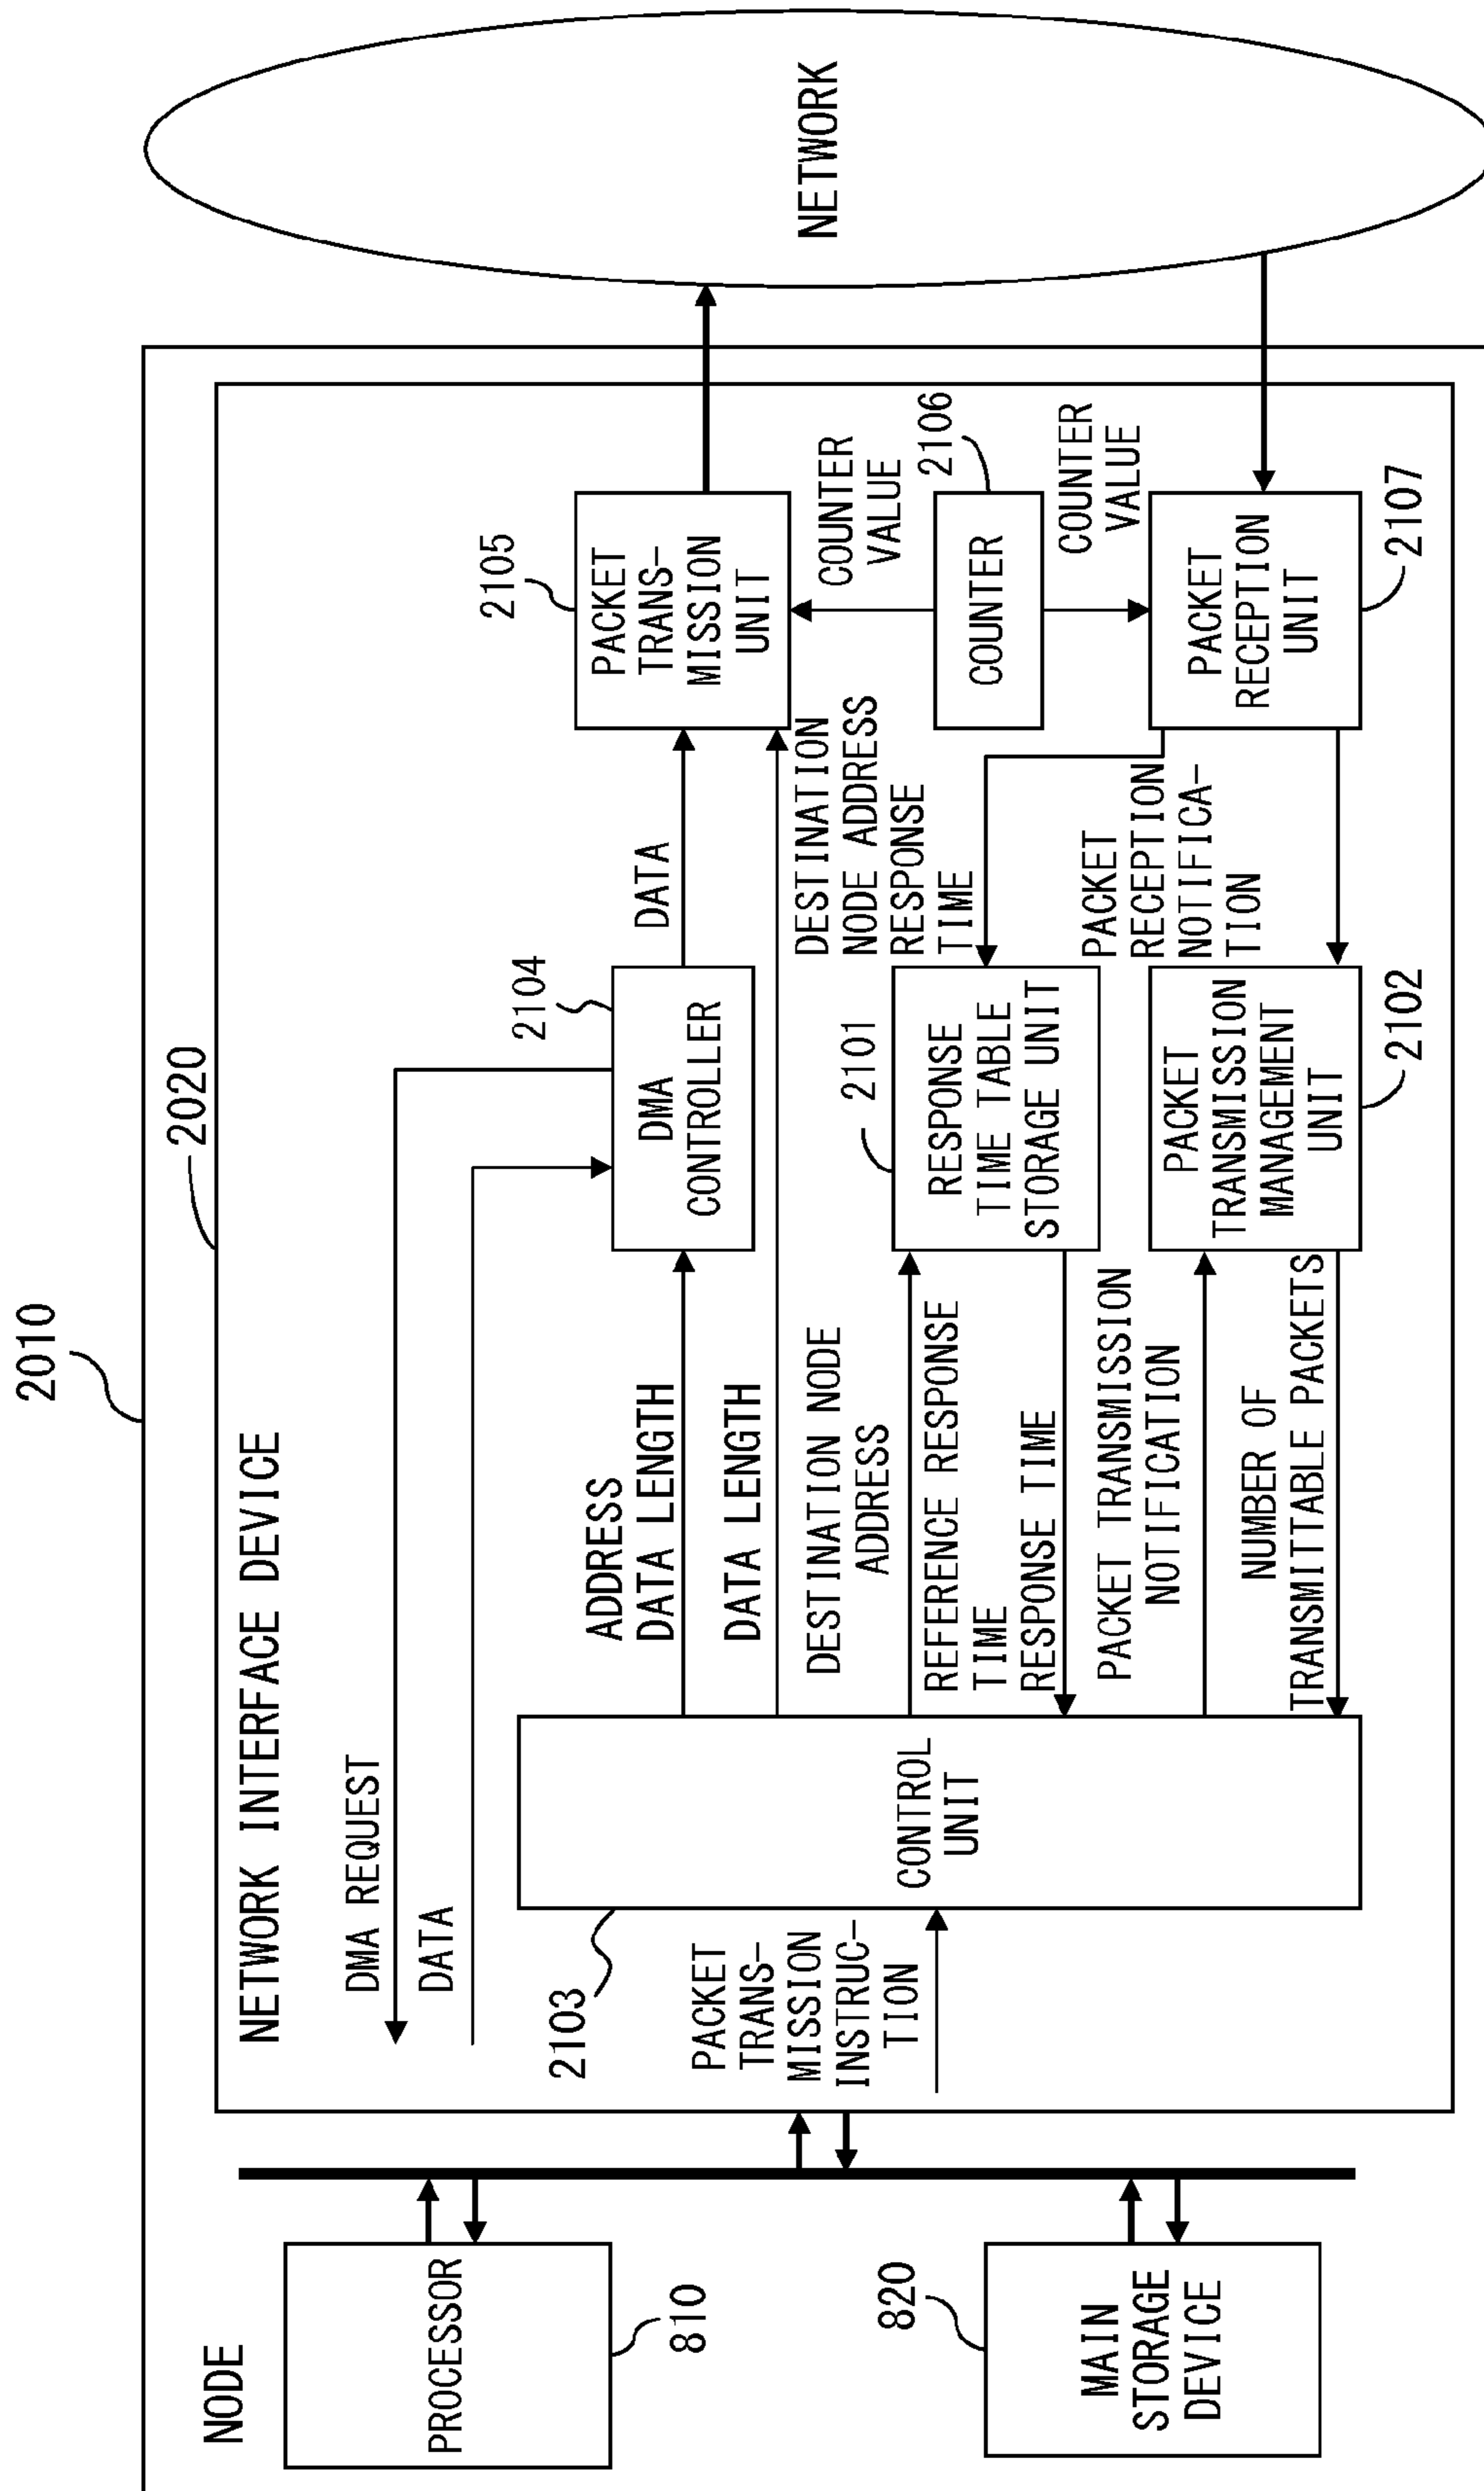 2010
NODE
2020
NETWORK INTERFACE DEVICE
PROCESSOR
810
820
MAIN
STORAGE
DEVICE
DMA REQUEST
DATA
2103
PACKET
TRANS-
MISSION
INSTRUC-
TION
CONTROL
UNIT
ADDRESS
DATA LENGTH
DATA LENGTH
DESTINATION NODE
ADDRESS
REFERENCE RESPONSE
TIME
RESPONSE TIME
PACKET TRANSMISSION
NOTIFICATION
NUMBER OF
TRANSMITTABLE PACKETS
2104
DMA
CONTROLLER
2101
RESPONSE
TIME TABLE
STORAGE UNIT
PACKET
TRANSMISSION
MANAGEMENT
UNIT
2102
DATA
DESTINATION
NODE ADDRESS
RESPONSE
TIME
PACKET
RECEPTION
NOTIFICA-
TION
2105
PACKET
TRANS-
MISSION
UNIT
COUNTER
VALUE
2106
COUNTER
COUNTER
VALUE
PACKET
RECEPTION
UNIT
2107
NETWORK